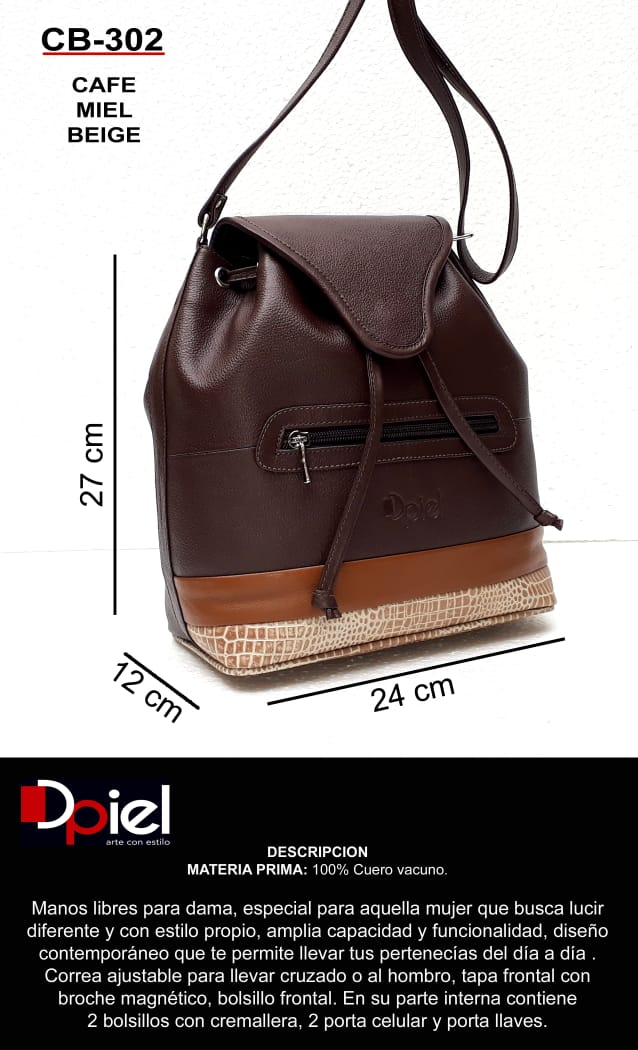 CB-302
CAFE
MIEL
BEIGE
27 cm
Dpiel
12 cm
24 cm
Dpiel
arte con estilo
DESCRIPCION
MATERIA PRIMA: 100% Cuero vacuno.
Manos libres para dama, especial para aquella mujer que busca lucir
diferente y con estilo propio, amplia capacidad y funcionalidad, diseño
contemporáneo que te permite llevar tus pertenecías del día a día .
Correa ajustable para llevar cruzado o al hombro, tapa frontal con
broche magnético, bolsillo frontal. En su parte interna contiene
2 bolsillos con cremallera, 2 porta celular y porta llaves.